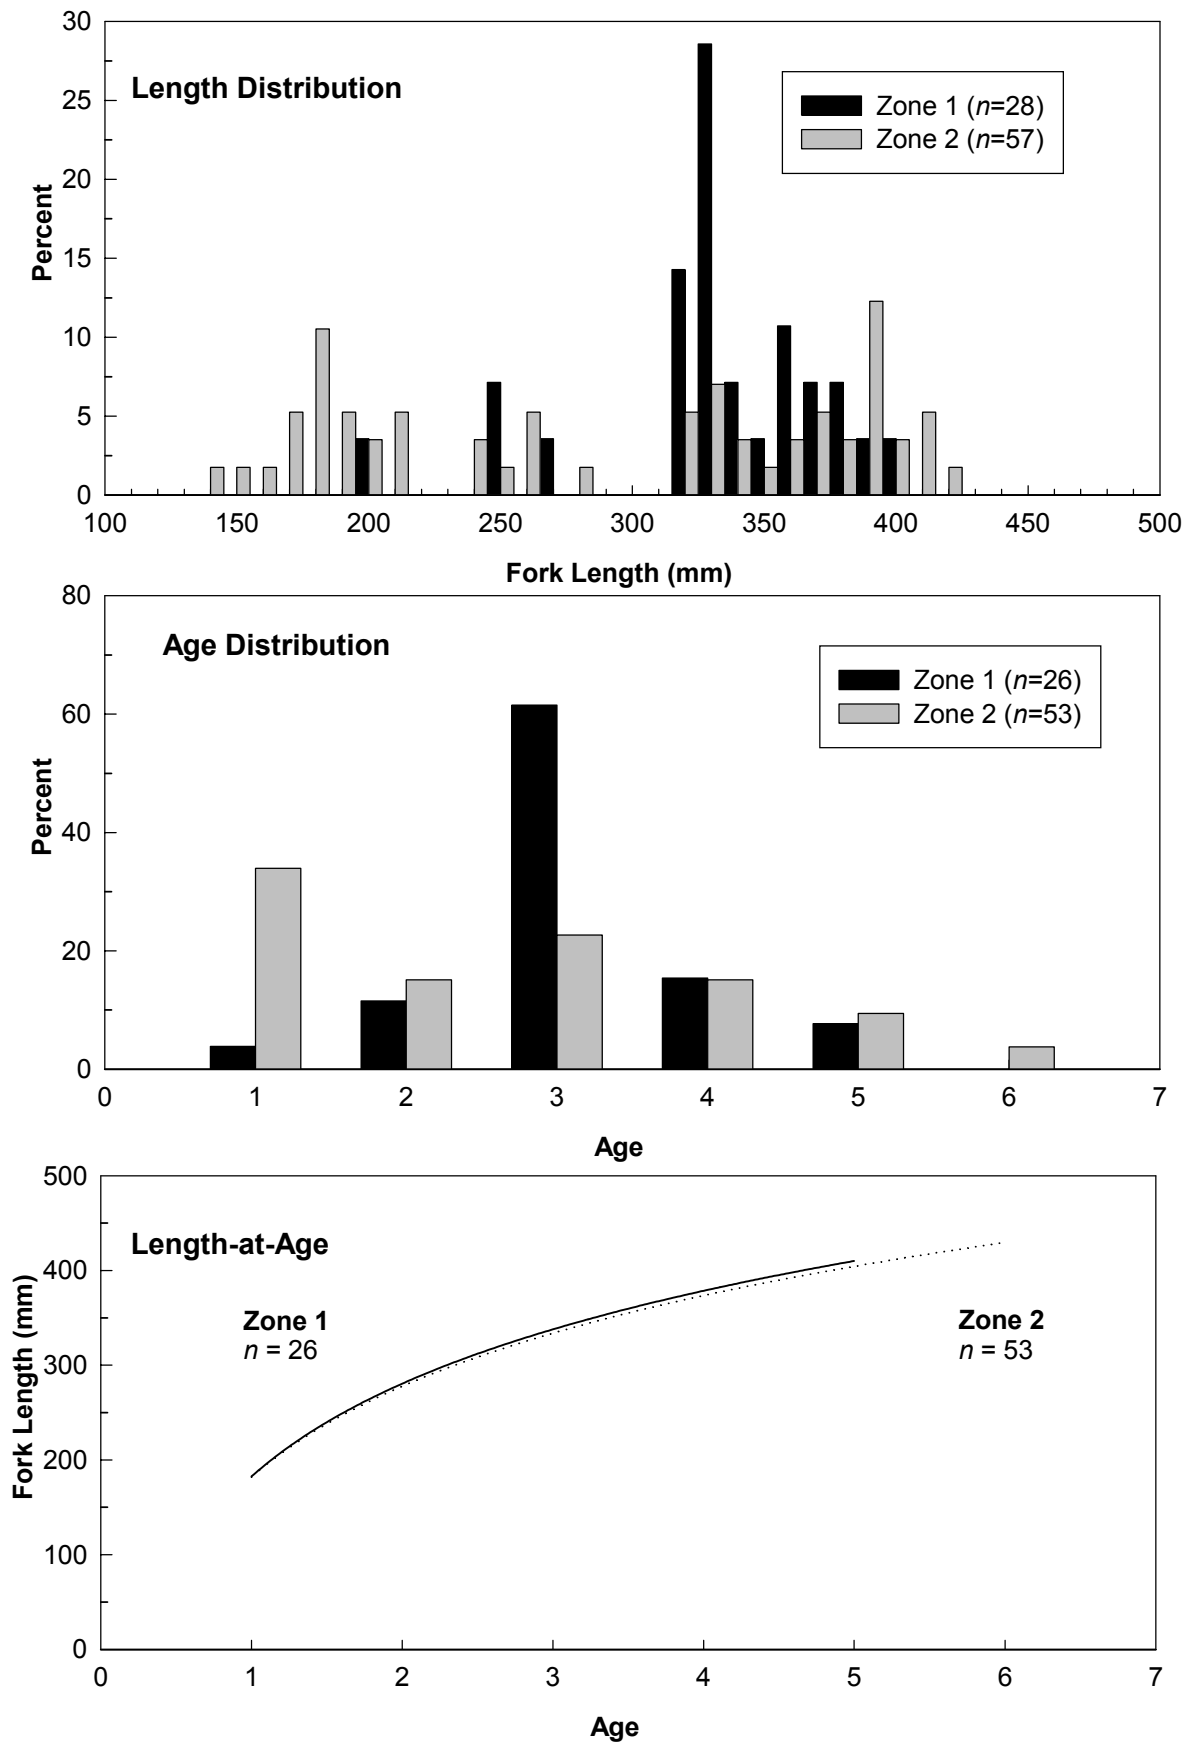 30
Length Distribution
25
Zone 1 (n=28)
Zone 2 (n=57)
20
Percent
15
10
5
0
100 150 200 250 300 350 400 450 500
Fork Length (mm)
80
Age Distribution
Zone 1 (n=26)
Zone 2 (n=53)
60
Percent
40
20
0
0 1 2 3 4 5 6 7
Age
500
Length-at-Age
400
Zone 1
n = 26
Zone 2
n = 53
300
Fork Length (mm)
200
100
0
0 1 2 3 4 5 6 7
Age